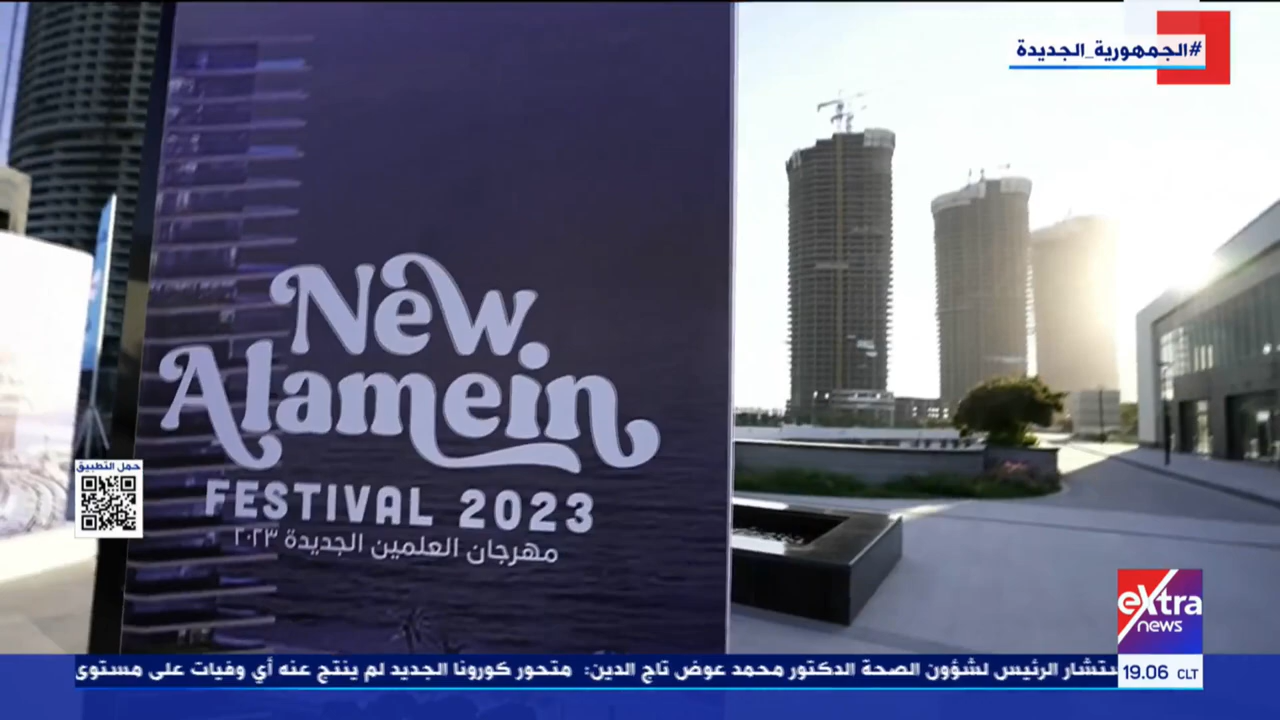 #الجمهورية_الجديدة
New
Alamein
FESTIVAL 2023
مهرجان العلمين الجديدة ٢٠٢٣
حمل التطبيق
eXtra
news
ستشار الرئيس لشؤون الصحة الدكتور محمد عوض تاج الدين: متحور كورونا الجديد لم ينتج عنه أي وفيات على مستوى
19.06 CLT